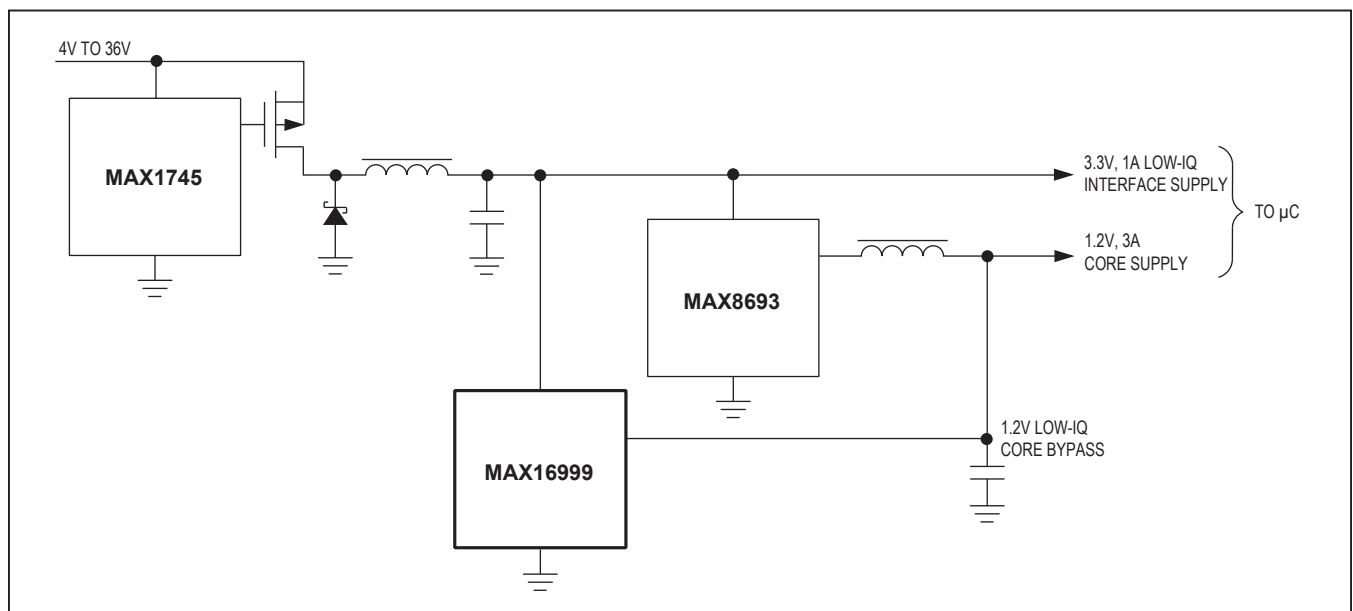 4V TO 36V
MAX1745
3.3V, 1A LOW-IQ
INTERFACE SUPPLY
TO µC
1.2V, 3A
CORE SUPPLY
MAX8693
1.2V LOW-IQ
CORE BYPASS
MAX16999